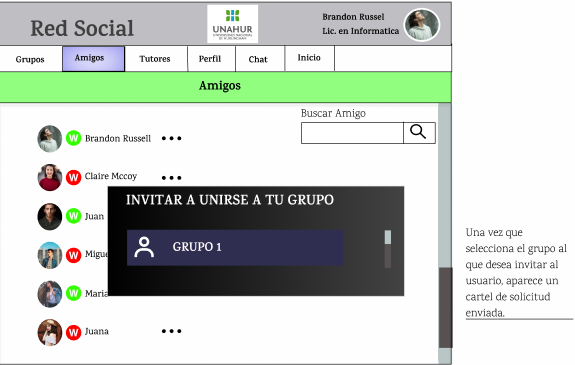 Red Social
UNAHUR
UNIVERSIDAD NACIONAL
DE HURLINGHAM
Brandon Russel
Lic. en Informatica
Grupos
Amigos
Tutores
Perfil
Chat
Inicio
Amigos
Buscar Amigo
W Brandon Russell
W Claire Mccoy
W Juan
W Migue
W Maria
W Juana
INVITAR A UNIRSE A TU GRUPO
GRUPO 1
Una vez que
selecciona el grupo al
que desea invitar al
usuario, aparece un
cartel de solicitud
enviada.